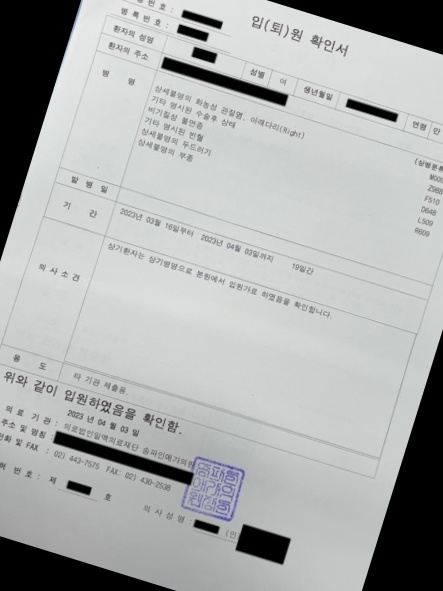 번 호 :
병 록 번 호 :
입(퇴)원 확인서
환자의 성명
성별 여 생년월일 연령 만
환자의 주소
병 명
(상병분류
상세불명의 화농성 관절염, 아래다리(Right)
M009
기타 명시된 수술후 상태
Z988
비기질성 불면증
F510
기타 명시된 빈혈
D648
상세불명의 두드러기
L509
상세불명의 부종
R609
발 병 일
기 간
2023년 03월 16일부터 2023년 04월 03일까지 19일간
의 사 소 견
상기환자는 상기병명으로 본원에서 입원가료 하였음을 확인합니다.
용 도
타 기관 제출용.
위와 같이 입원하였음을 확인함.
2023 년 04 월 03 일
의 료 기 관 : 의료법인일맥의료재단 송파인애가의원
주소 및 명칭 :
전화 및 FAX : 02) 443-7575 FAX: 02) 430-2538
허 번 호 : 제 호
의 사 성 명 : (인)